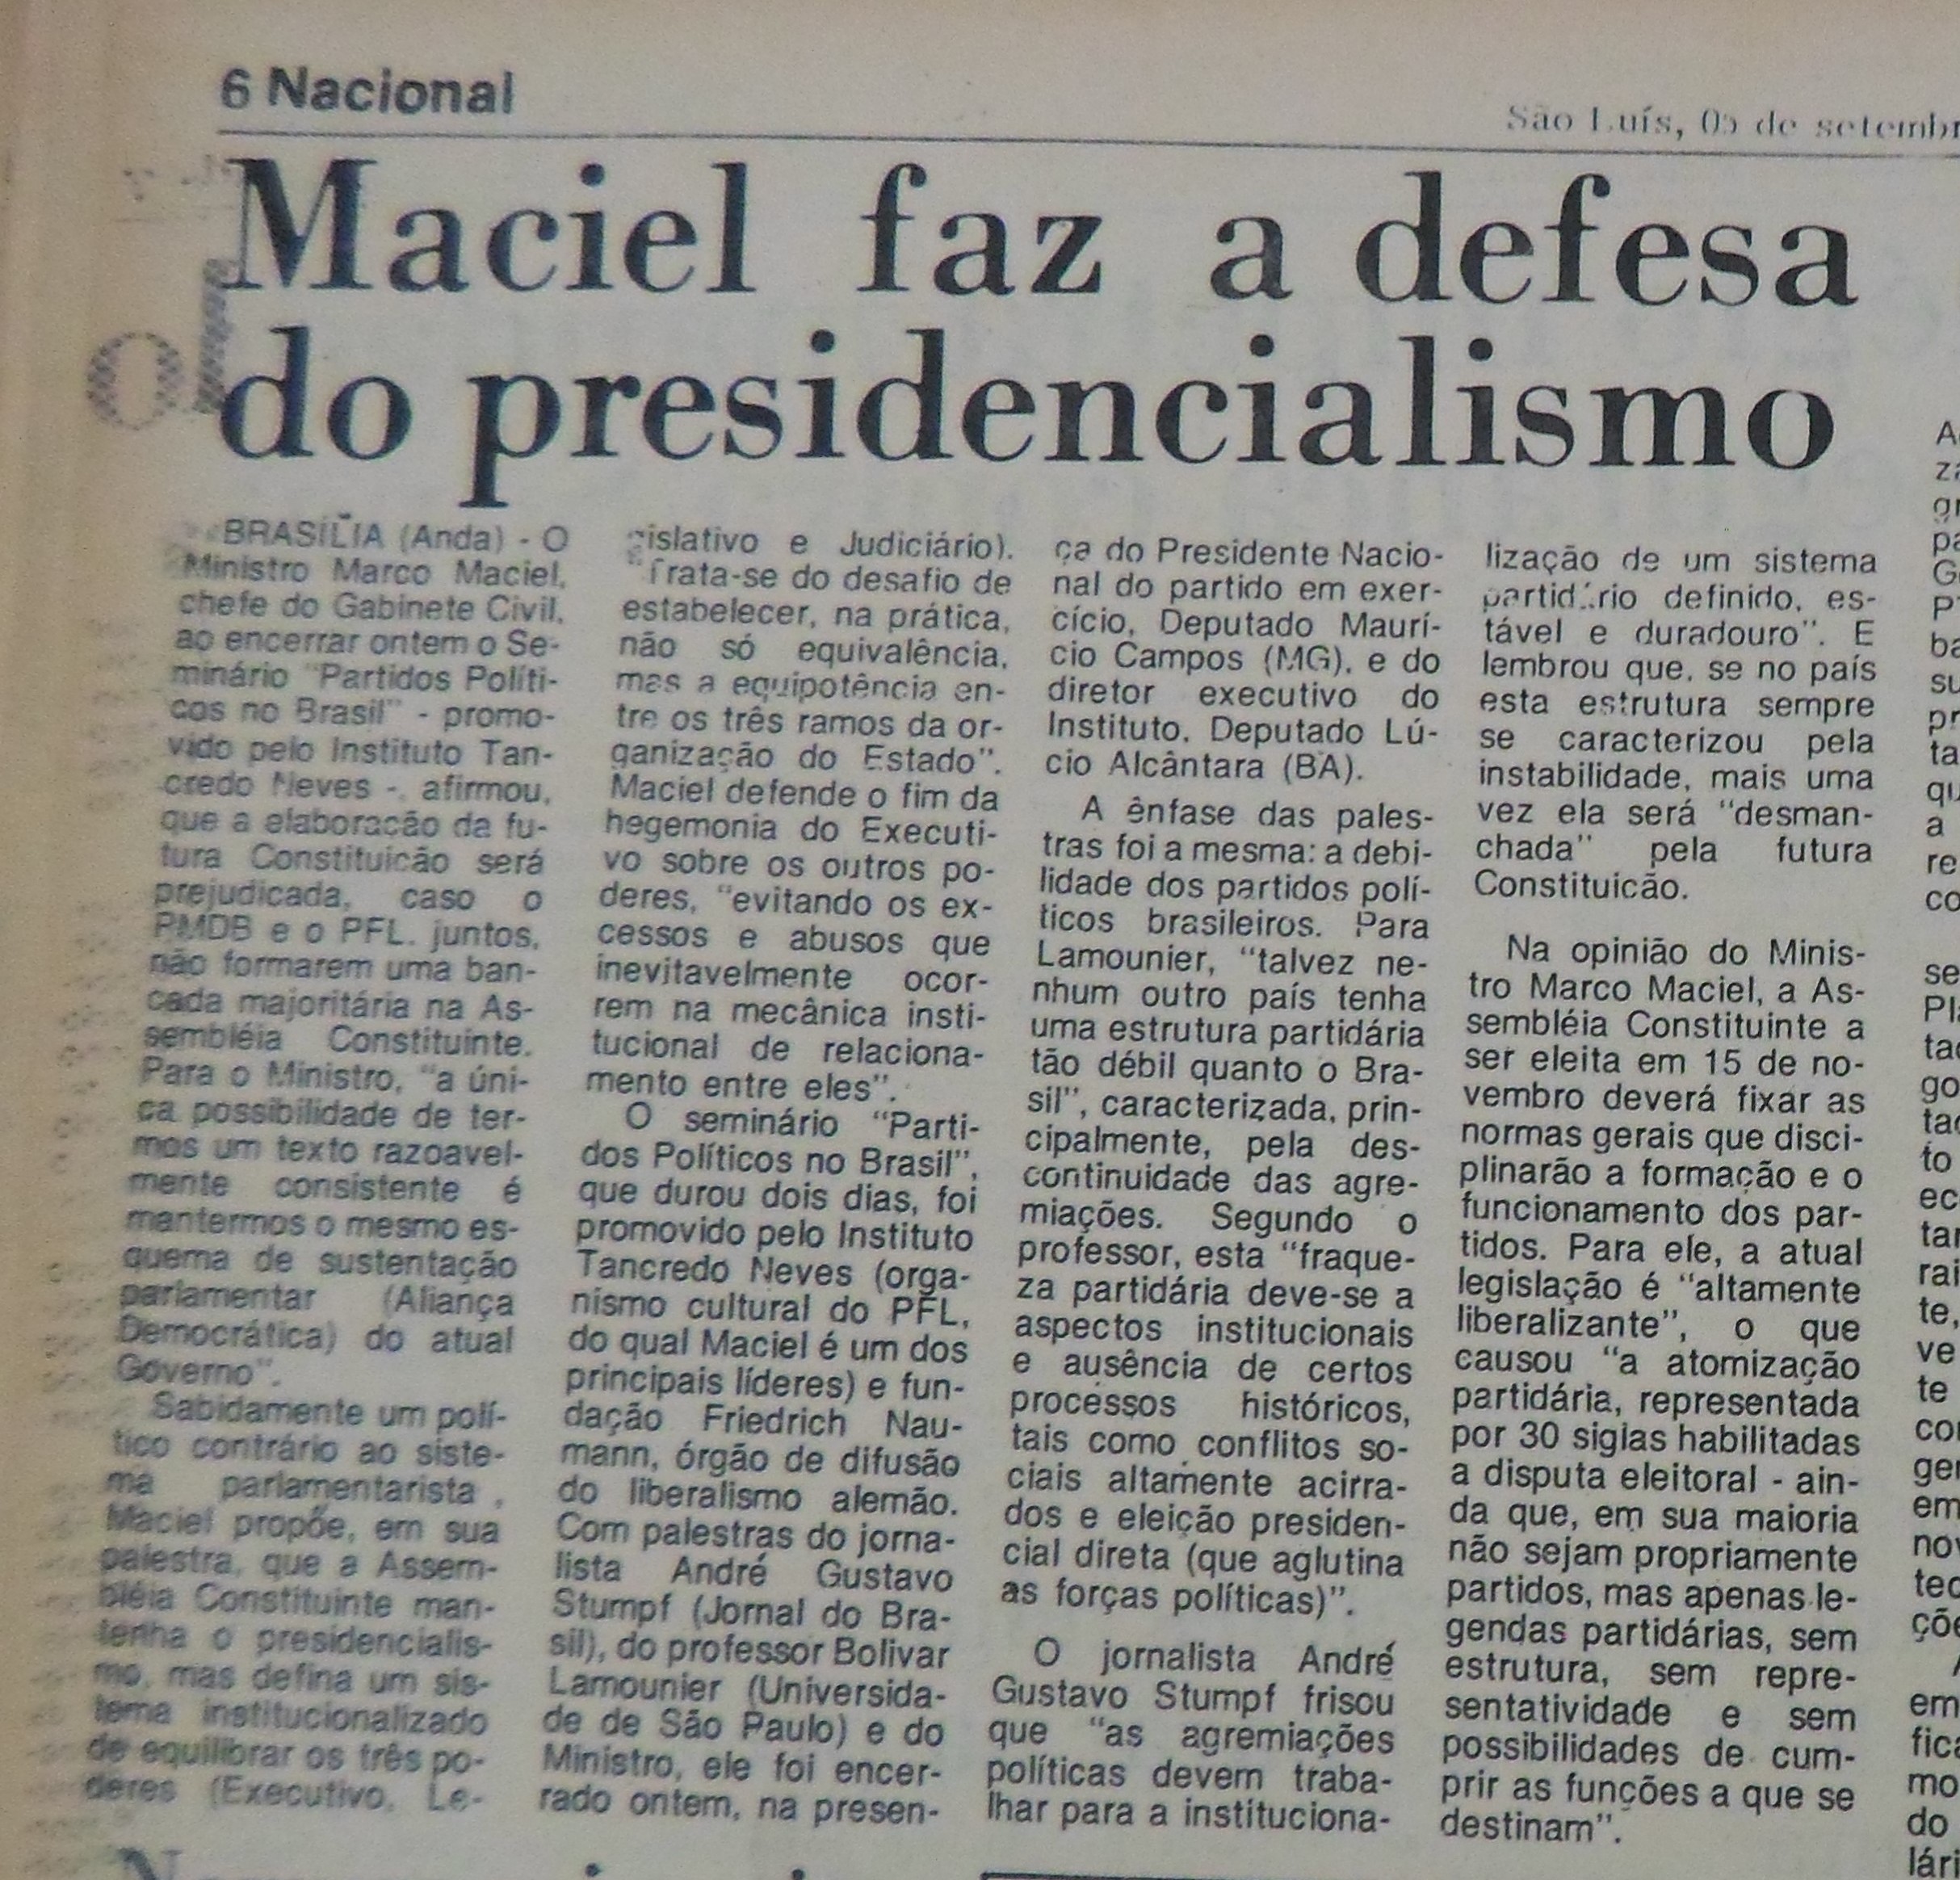 6 Nacional
São Luís, 05 de setembr
Maciel faz a defesa
do presidencialismo
BRASÍLIA (Anda) - O
Ministro Marco Maciel,
chefe do Gabinete Civil,
ao encerrar ontem o Se-
minário "Partidos Políti-
cos no Brasil" - promo-
vido pelo Instituto Tan-
credo Neves -, afirmou,
que a elaboração da fu-
tura Constituicão será
prejudicada, caso o
PMDB e o PFL, juntos,
não formarem uma ban-
cada majoritária na As-
sembléia Constituinte.
Para o Ministro, "a úni-
ca possibilidade de ter-
mos um texto razoavel-
mente consistente é
mantermos o mesmo es-
quema de sustentação
parlamentar (Aliança
Democrática) do atual
Governo".
Sabidamente um polí-
tico contrário ao siste-
ma parlamentarista,
Maciel propõe, em sua
palestra, que a Assem-
bléia Constituinte man-
tenha o presidencialis-
mo, mas defina um sis-
tema institucionalizado
de equilibrar os três po-
deres (Executivo, Le-
gislativo e Judiciário).
"Trata-se do desafio de
estabelecer, na prática,
não só equivalência,
mas a equipotência en-
tre os três ramos da or-
ganização do Estado".
Maciel defende o fim da
hegemonia do Executi-
vo sobre os outros po-
deres, "evitando os ex-
cessos e abusos que
inevitavelmente ocor-
rem na mecânica insti-
tucional de relaciona-
mento entre eles".
O seminário "Parti-
dos Políticos no Brasil",
que durou dois dias, foi
promovido pelo Instituto
Tancredo Neves (orga-
nismo cultural do PFL,
do qual Maciel é um dos
principais líderes) e fun-
dação Friedrich Nau-
mann, órgão de difusão
do liberalismo alemão.
Com palestras do jorna-
lista André Gustavo
Stumpf (Jornal do Bra-
sil), do professor Bolivar
Lamounier (Universida-
de de São Paulo) e do
Ministro, ele foi encer-
rado ontem, na presen-
ça do Presidente Nacio-
nal do partido em exer-
cício, Deputado Maurí-
cio Campos (MG), e do
diretor executivo do
Instituto, Deputado Lú-
cio Alcântara (BA).
A ênfase das pales-
tras foi a mesma: a debi-
lidade dos partidos polí-
ticos brasileiros. Para
Lamounier, "talvez ne-
nhum outro país tenha
uma estrutura partidária
tão débil quanto o Bra-
sil", caracterizada, prin-
cipalmente, pela des-
continuidade das agre-
miações. Segundo o
professor, esta "fraque-
za partidária deve-se a
aspectos institucionais
e ausência de certos
processos históricos,
tais como conflitos so-
ciais altamente acirra-
dos e eleição presiden-
cial direta (que aglutina
as forças políticas)".
O jornalista André
Gustavo Stumpf frisou
que "as agremiações
políticas devem traba-
lhar para a instituciona-
lização de um sistema
partidário definido, es-
tável e duradouro". E
lembrou que, se no país
esta estrutura sempre
se caracterizou pela
instabilidade, mais uma
vez ela será "desman-
chada" pela futura
Constituicão.
Na opinião do Minis-
tro Marco Maciel, a As-
sembléia Constituinte a
ser eleita em 15 de no-
vembro deverá fixar as
normas gerais que disci-
plinarão a formação e o
funcionamento dos par-
tidos. Para ele, a atual
legislação é "altamente
liberalizante", o que
causou "a atomização
partidária, representada
por 30 siglas habilitadas
a disputa eleitoral - ain-
da que, em sua maioria
não sejam propriamente
partidos, mas apenas le-
gendas partidárias, sem
estrutura, sem repre-
sentatividade e sem
possibilidades de cum-
prir as funções a que se
destinam".